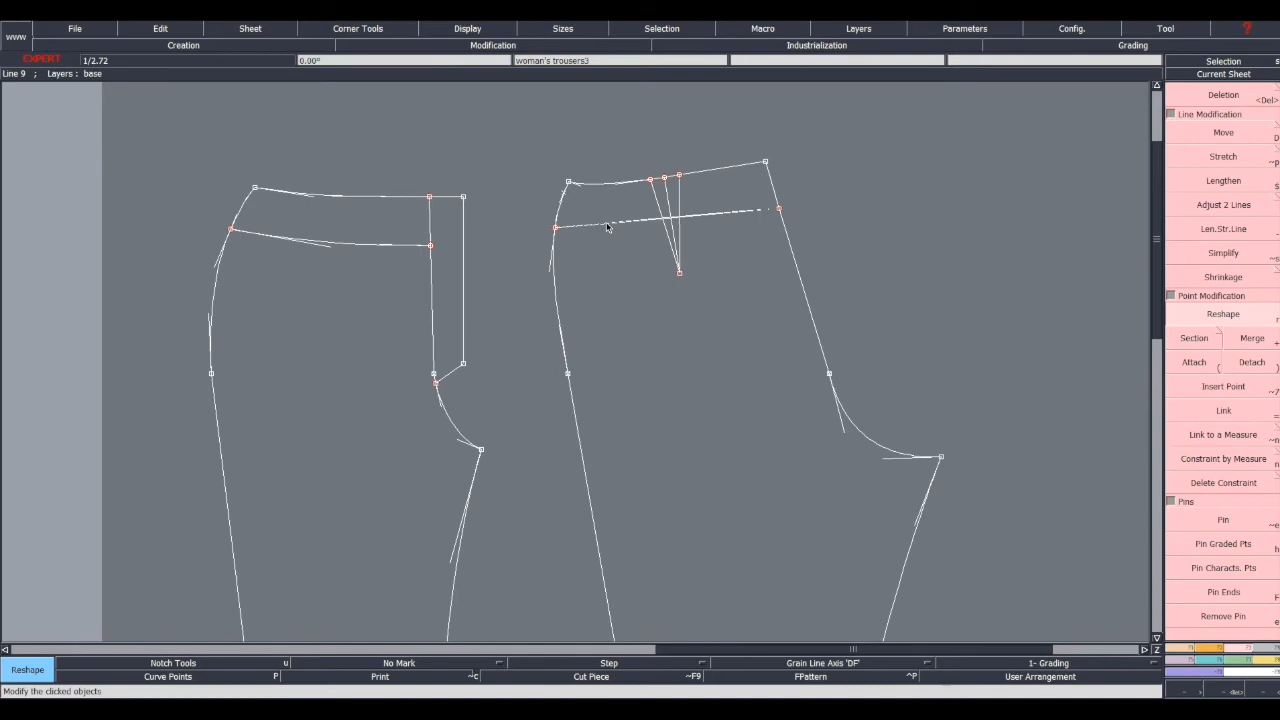 www
File Edit Sheet Corner Tools Display Sizes Selection Macro Layers Parameters Config. Tool ?
Creation Modification Industrialization Grading
EXPERT 1/2.72 0.00º woman's trousers3
Selection s
Line 9 ; Layers : base
Current Sheet
Deletion <Del>
Line Modification
Move D
Stretch ~p
Lengthen $
Adjust 2 Lines
Len.Str.Line -
Simplify ~s
Shrinkage
Point Modification
Reshape r
Section Merge +
Attach ( Detach )
Insert Point ~7
Link =
Link to a Measure ~n
Constraint by Measure
Delete Constraint
Pins
Pin ~e
Pin Graded Pts h
Pin Characts. Pts
Pin Ends F
Remove Pin e
Z
Reshape
Notch Tools u No Mark Step Grain Line Axis 'DF' 1- Grading
Curve Points P Print ~c Cut Piece ~F9 FPattern ^P User Arrangement
Modify the clicked objects